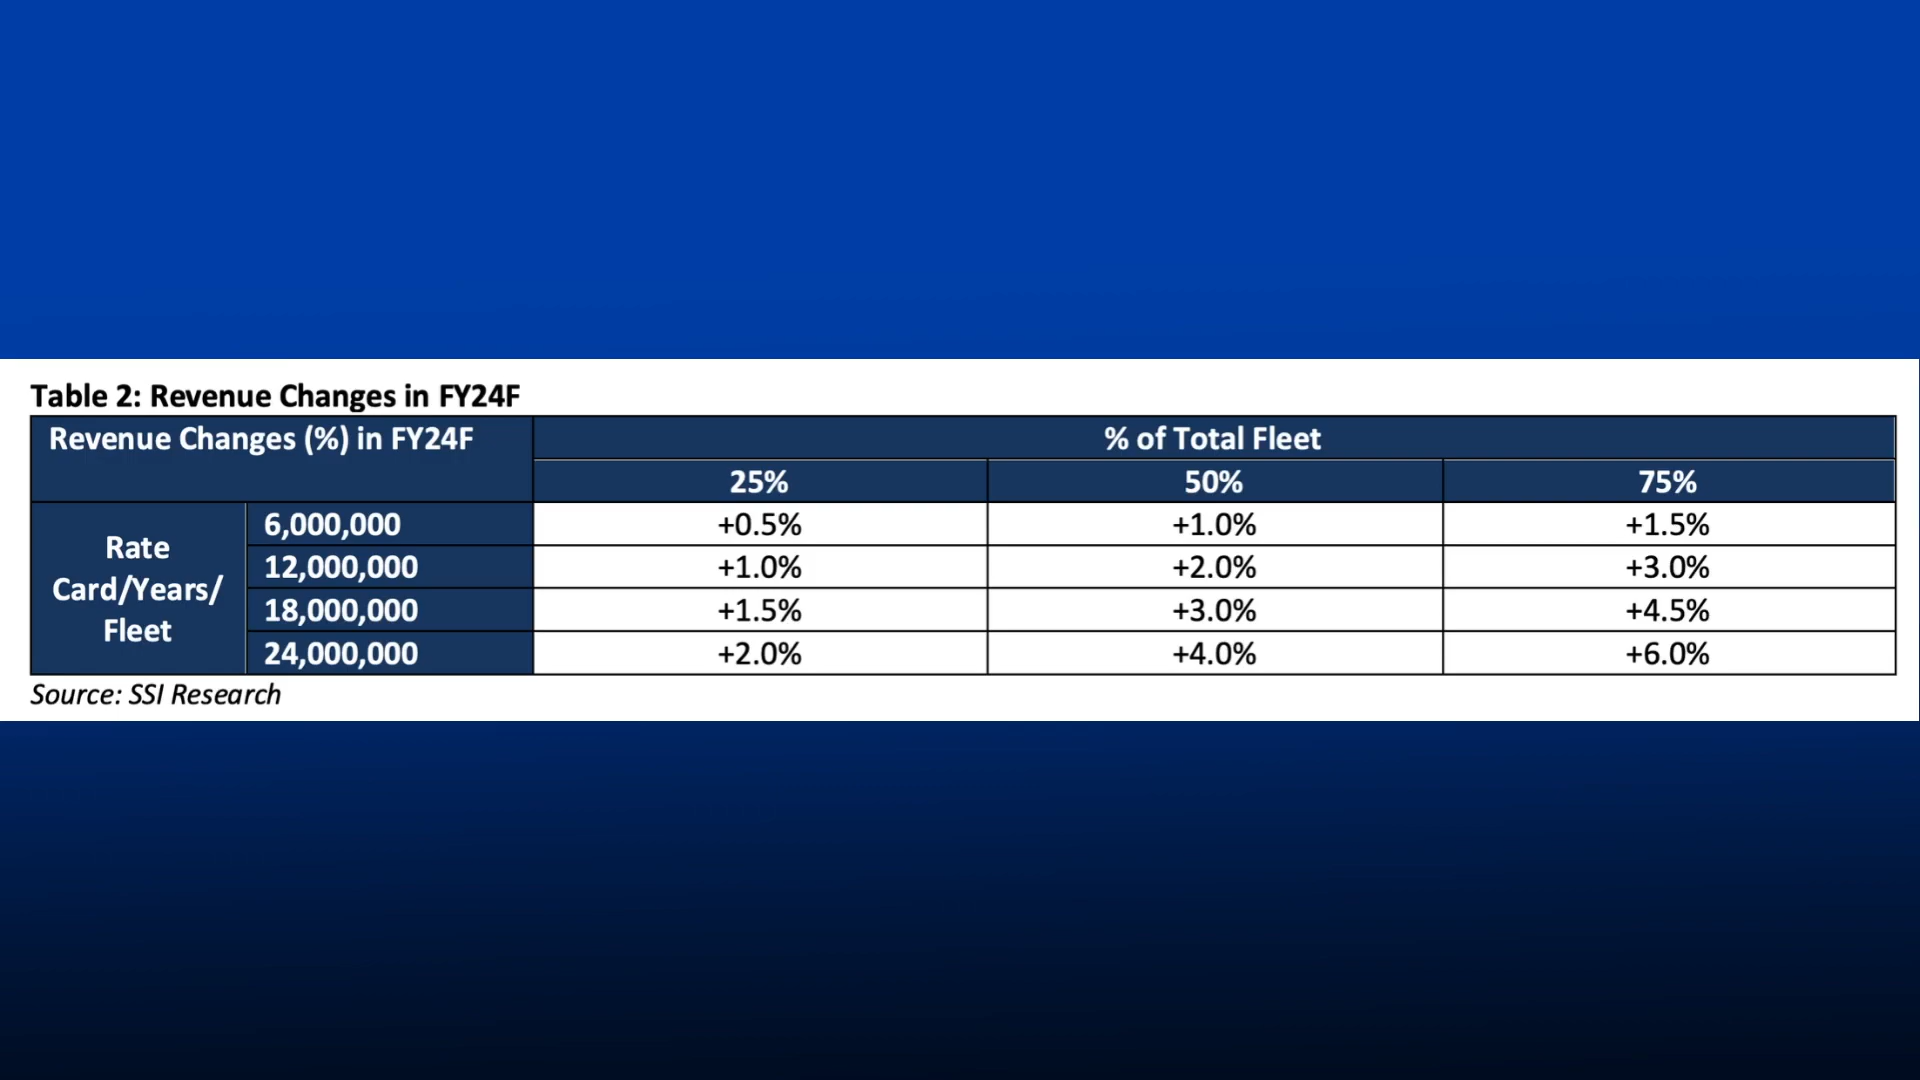 Table 2: Revenue Changes in FY24F
Revenue Changes (%) in FY24F
% of Total Fleet
25% 50% 75%
Rate
Card/Years/
Fleet
6,000,000 +0.5% +1.0% +1.5%
12,000,000 +1.0% +2.0% +3.0%
18,000,000 +1.5% +3.0% +4.5%
24,000,000 +2.0% +4.0% +6.0%
Source: SSI Research